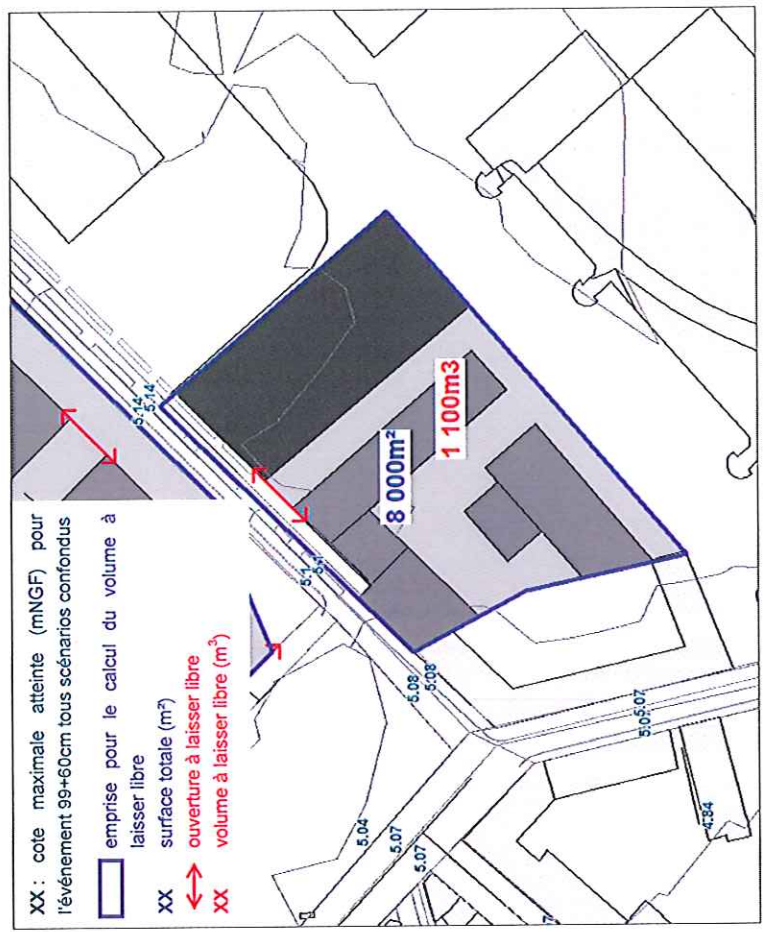 XX : cote maximale atteinte (mNGF) pour
l'événement 99+60cm tous scénarios confondus
emprise pour le calcul du volume à
laisser libre
XX surface totale (m²)
ouverture à laisser libre
XX volume à laisser libre (m³)
5.14
5.14
5.1
5.1
8 000m²
1 100m3
5.08
5.08
5.04
5.07
5.07
5.07
4.84